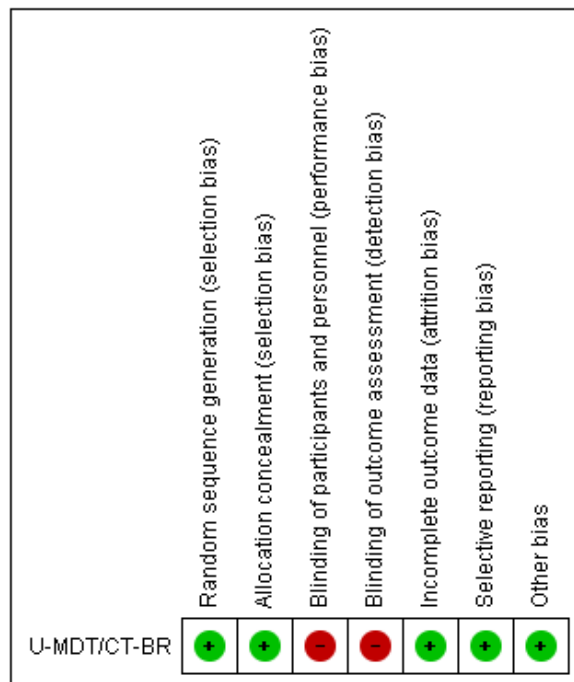 Random sequence generation (selection bias)
Allocation concealment (selection bias)
Blinding of participants and personnel (performance bias)
Blinding of outcome assessment (detection bias)
Incomplete outcome data (attrition bias)
Selective reporting (reporting bias)
Other bias
U-MDT/CT-BR + + - - + + +